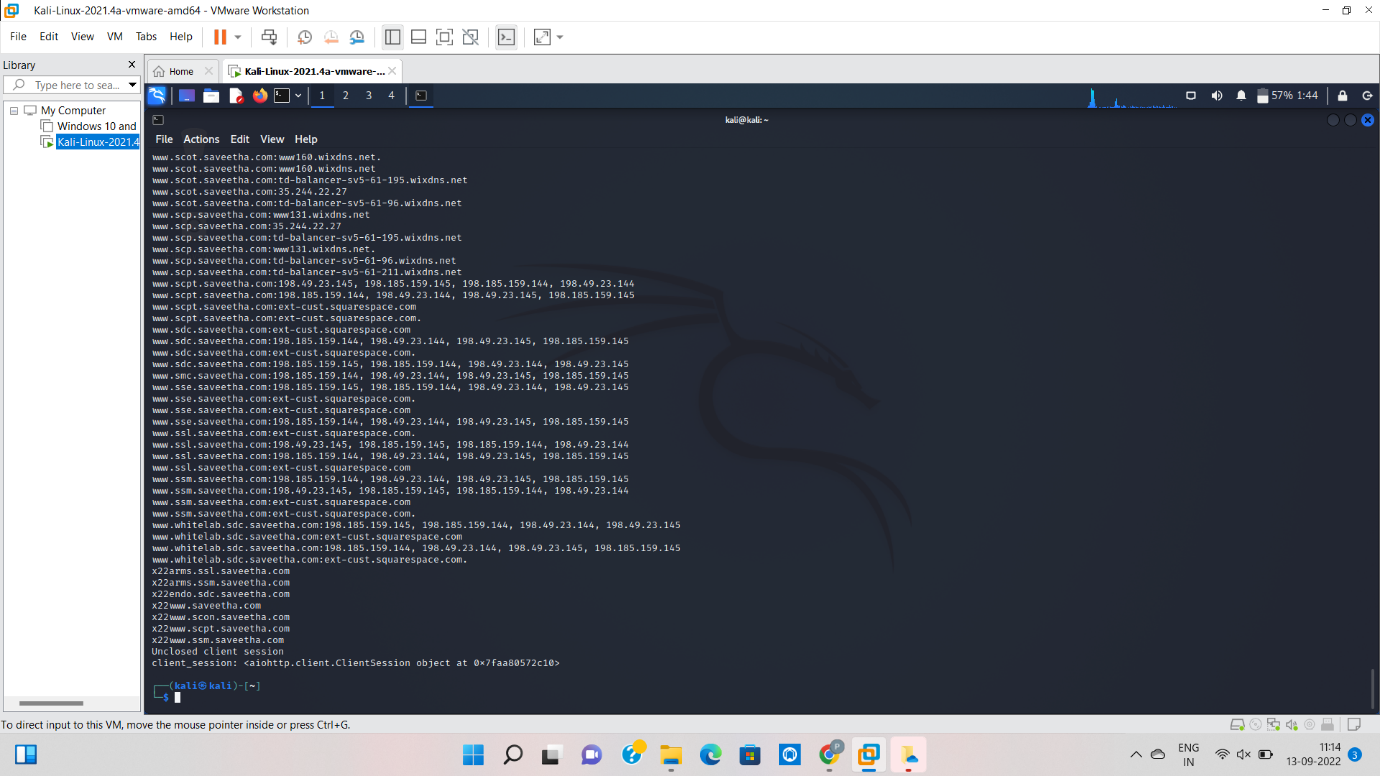 Kali-Linux-2021.4a-vmware-amd64 - VMware Workstation
File Edit View VM Tabs Help
Library
Type here to sea...
My Computer
Windows 10 and
Kali-Linux-2021.4
Home
Kali-Linux-2021.4a-vmware-...
1 2 3 4
57% 1:44
kali@kali: ~
File Actions Edit View Help
www.scot.saveetha.com:www160.wixdns.net.
www.scot.saveetha.com:www160.wixdns.net
www.scot.saveetha.com:td-balancer-sv5-61-195.wixdns.net
www.scot.saveetha.com:35.244.22.27
www.scot.saveetha.com:td-balancer-sv5-61-96.wixdns.net
www.scp.saveetha.com:www131.wixdns.net
www.scp.saveetha.com:35.244.22.27
www.scp.saveetha.com:td-balancer-sv5-61-195.wixdns.net
www.scp.saveetha.com:www131.wixdns.net.
www.scp.saveetha.com:td-balancer-sv5-61-96.wixdns.net
www.scp.saveetha.com:td-balancer-sv5-61-211.wixdns.net
www.scpt.saveetha.com:198.49.23.145, 198.185.159.145, 198.185.159.144, 198.49.23.144
www.scpt.saveetha.com:198.185.159.144, 198.49.23.144, 198.49.23.145, 198.185.159.145
www.scpt.saveetha.com:ext-cust.squarespace.com
www.scpt.saveetha.com:ext-cust.squarespace.com.
www.sdc.saveetha.com:ext-cust.squarespace.com
www.sdc.saveetha.com:198.185.159.144, 198.49.23.144, 198.49.23.145, 198.185.159.145
www.sdc.saveetha.com:ext-cust.squarespace.com.
www.sdc.saveetha.com:198.185.159.145, 198.185.159.144, 198.49.23.144, 198.49.23.145
www.smc.saveetha.com:198.185.159.144, 198.49.23.144, 198.49.23.145, 198.185.159.145
www.sse.saveetha.com:198.185.159.145, 198.185.159.144, 198.49.23.144, 198.49.23.145
www.sse.saveetha.com:ext-cust.squarespace.com.
www.sse.saveetha.com:ext-cust.squarespace.com
www.sse.saveetha.com:198.185.159.144, 198.49.23.144, 198.49.23.145, 198.185.159.145
www.ssl.saveetha.com:ext-cust.squarespace.com.
www.ssl.saveetha.com:198.49.23.145, 198.185.159.145, 198.185.159.144, 198.49.23.144
www.ssl.saveetha.com:198.185.159.144, 198.49.23.144, 198.49.23.145, 198.185.159.145
www.ssl.saveetha.com:ext-cust.squarespace.com
www.ssm.saveetha.com:198.185.159.144, 198.49.23.144, 198.49.23.145, 198.185.159.145
www.ssm.saveetha.com:198.49.23.145, 198.185.159.145, 198.185.159.144, 198.49.23.144
www.ssm.saveetha.com:ext-cust.squarespace.com
www.ssm.saveetha.com:ext-cust.squarespace.com.
www.whitelab.sdc.saveetha.com:198.185.159.145, 198.185.159.144, 198.49.23.144, 198.49.23.145
www.whitelab.sdc.saveetha.com:ext-cust.squarespace.com
www.whitelab.sdc.saveetha.com:198.185.159.144, 198.49.23.144, 198.49.23.145, 198.185.159.145
www.whitelab.sdc.saveetha.com:ext-cust.squarespace.com.
x22arms.ssl.saveetha.com
x22arms.ssm.saveetha.com
x22endo.sdc.saveetha.com
x22www.saveetha.com
x22www.scon.saveetha.com
x22www.scpt.saveetha.com
x22www.ssm.saveetha.com
Unclosed client session
client_session: <aiohttp.client.ClientSession object at 0×7faa80572c10>
┌──(kali㉿kali)-[~]
└─$
To direct input to this VM, move the mouse pointer inside or press Ctrl+G.
ENG
IN
11:14
13-09-2022
3